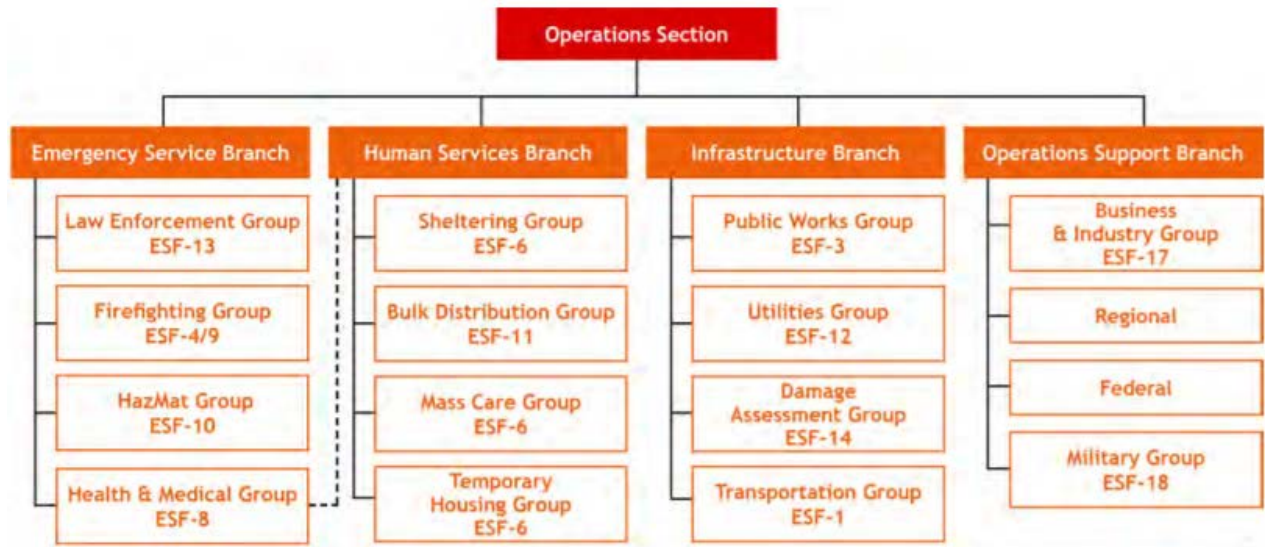 Operations Section
Emergency Service Branch
Law Enforcement Group
ESF-13
Firefighting Group
ESF-4/9
HazMat Group
ESF-10
Health & Medical Group
ESF-8
Human Services Branch
Sheltering Group
ESF-6
Bulk Distribution Group
ESF-11
Mass Care Group
ESF-6
Temporary
Housing Group
ESF-6
Infrastructure Branch
Public Works Group
ESF-3
Utilities Group
ESF-12
Damage
Assessment Group
ESF-14
Transportation Group
ESF-1
Operations Support Branch
Business
& Industry Group
ESF-17
Regional
Federal
Military Group
ESF-18